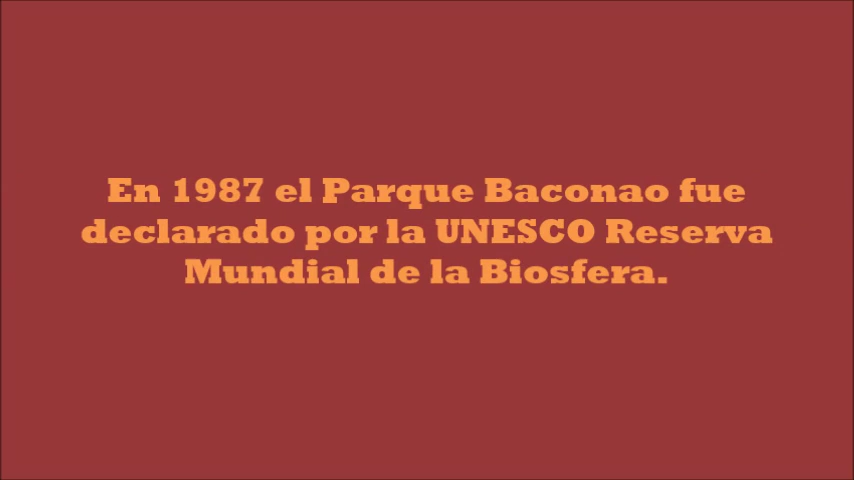 En 1987 el Parque Baconao fue
declarado por la UNESCO Reserva
Mundial de la Biosfera.